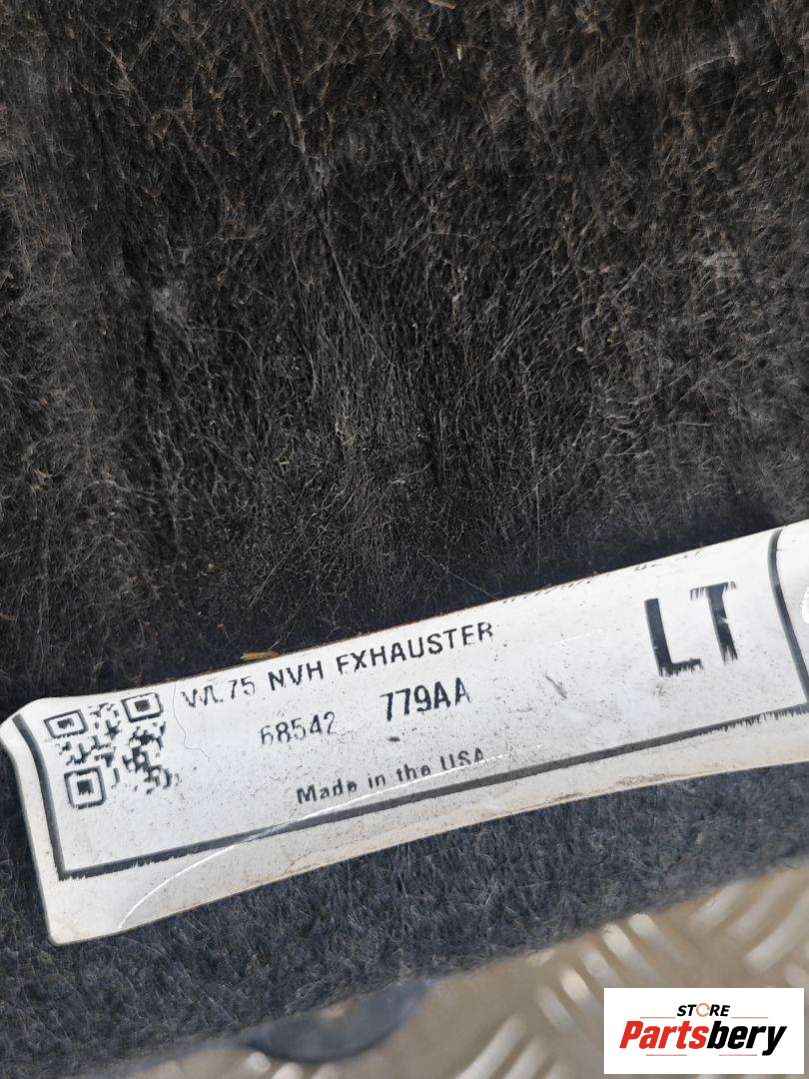 WL75 NVH EXHAUSTER
LT
68542 779AA
Made in the USA
STORE
Partsbery